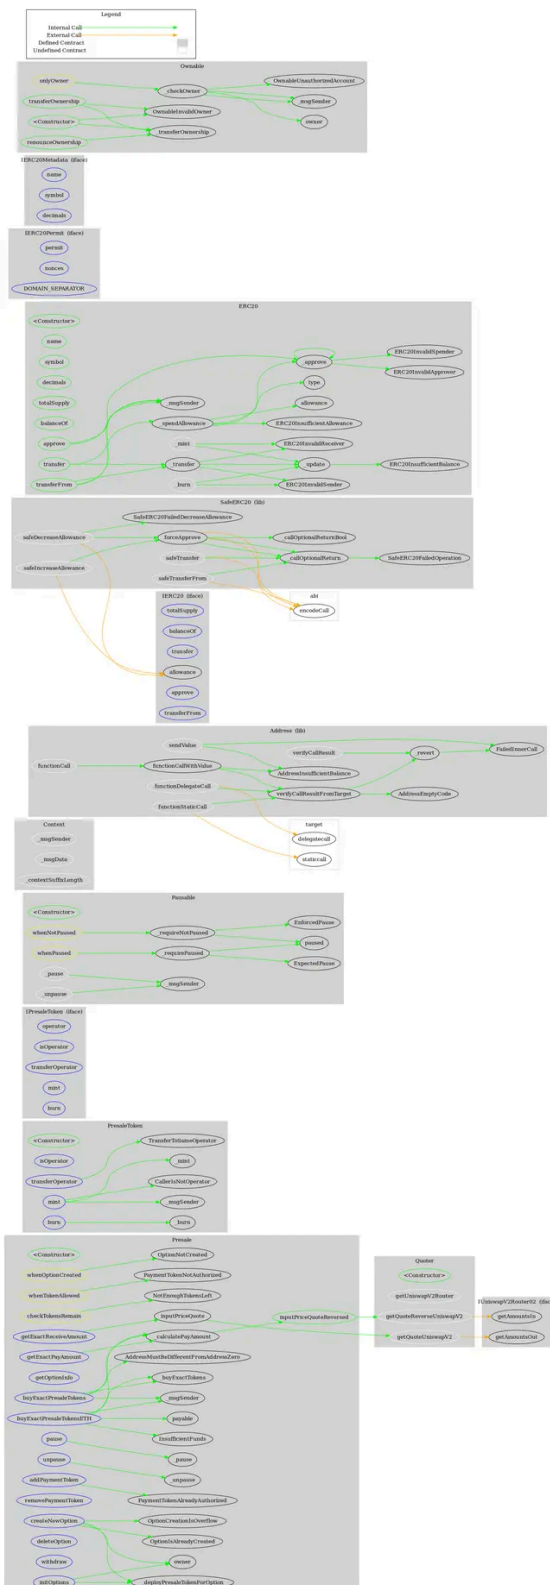 Legend
Internal Call
External Call
Defined Contract
Undefined Contract
Ownable
onlyOwner
_checkOwner
OwnableUnauthorizedAccount
transferOwnership
_msgSender
OwnableInvalidOwner
<Constructor>
owner
_transferOwnership
renounceOwnership
IERC20Metadata (iface)
name
symbol
decimals
IERC20Permit (iface)
permit
nonces
DOMAIN_SEPARATOR
ERC20
<Constructor>
name
symbol
decimals
totalSupply
balanceOf
approve
transfer
transferFrom
_msgSender
_spendAllowance
_mint
_transfer
_burn
_approve
type
allowance
ERC20InsufficientAllowance
ERC20InvalidReceiver
_update
ERC20InvalidSender
ERC20InvalidSpender
ERC20InvalidApprover
ERC20InsufficientBalance
SafeERC20 (lib)
SafeERC20FailedDecreaseAllowance
safeDecreaseAllowance
forceApprove
_callOptionalReturnBool
safeTransfer
_callOptionalReturn
SafeERC20FailedOperation
safeIncreaseAllowance
safeTransferFrom
abi
encodeCall
IERC20 (iface)
totalSupply
balanceOf
transfer
allowance
approve
transferFrom
Address (lib)
sendValue
verifyCallResult
_revert
FailedInnerCall
functionCall
functionCallWithValue
AddressInsufficientBalance
functionDelegateCall
verifyCallResultFromTarget
AddressEmptyCode
functionStaticCall
target
delegatecall
staticcall
Context
_msgSender
_msgData
_contextSuffixLength
Pausable
<Constructor>
whenNotPaused
_requireNotPaused
EnforcedPause
paused
whenPaused
_requirePaused
ExpectedPause
_pause
_unpause
_msgSender
IPresaleToken (iface)
operator
isOperator
transferOperator
mint
burn
PresaleToken
<Constructor>
TransferToSameOperator
isOperator
_mint
transferOperator
CallerIsNotOperator
mint
_msgSender
burn
_burn
Presale
<Constructor>
OptionNotCreated
whenOptionCreated
PaymentTokenNotAuthorized
whenTokenAllowed
NotEnoughTokensLeft
checkTokensRemain
inputPriceQuote
inputPriceQuoteReversed
getExactReceiveAmount
calculatePayAmount
getExactPayAmount
AddressMustBeDifferentFromAddressZero
getOptionInfo
_buyExactTokens
buyExactPresaleTokens
_msgSender
buyExactPresaleTokensETH
payable
pause
InsufficientFunds
unpause
_pause
addPaymentToken
_unpause
removePaymentToken
PaymentTokenAlreadyAuthorized
createNewOption
OptionCreationIsOverflow
deleteOption
OptionIsAlreadyCreated
withdraw
owner
initOptions
_deployPresaleTokenForOption
Quoter
<Constructor>
getUniswapV2Router
getQuoteReverseUniswapV2
getQuoteUniswapV2
IUniswapV2Router02 (ifac
getAmountsIn
getAmountsOut